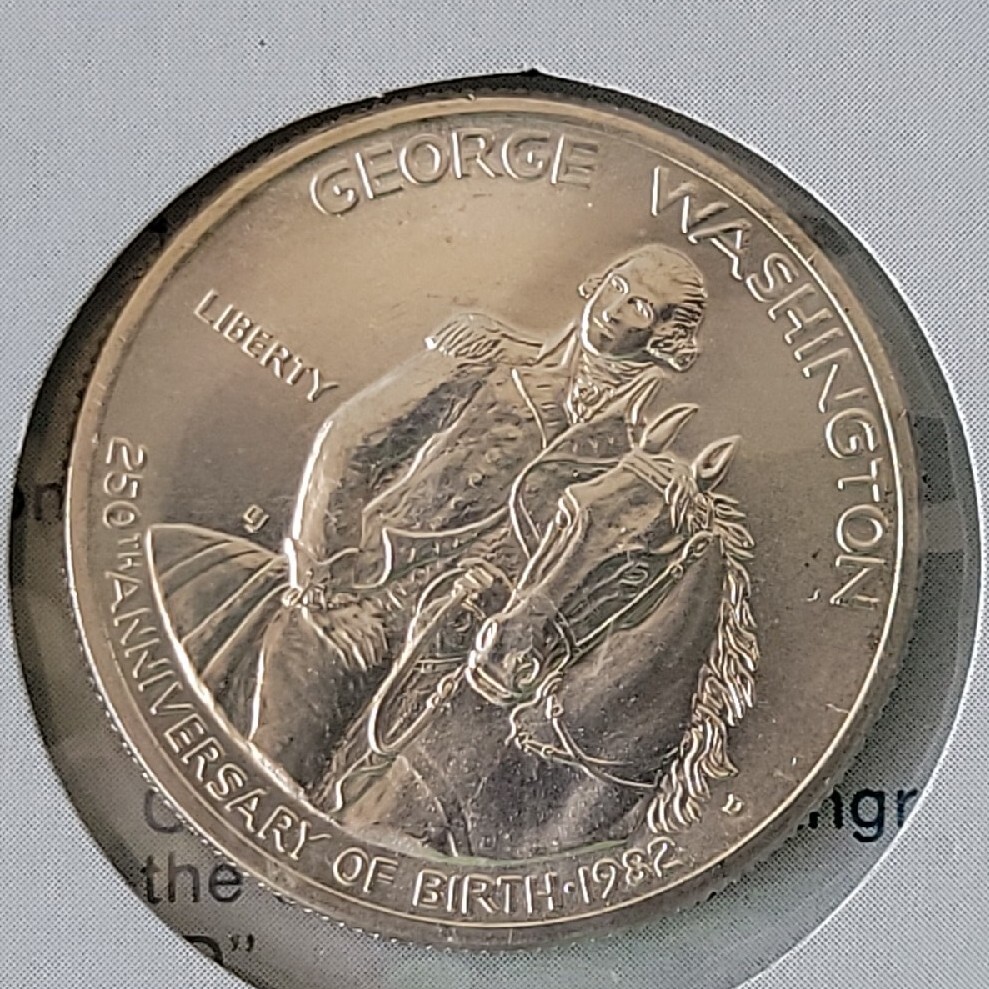 GEORGE WASHINGTON
LIBERTY
250TH ANNIVERSARY OF BIRTH·1982
D
the